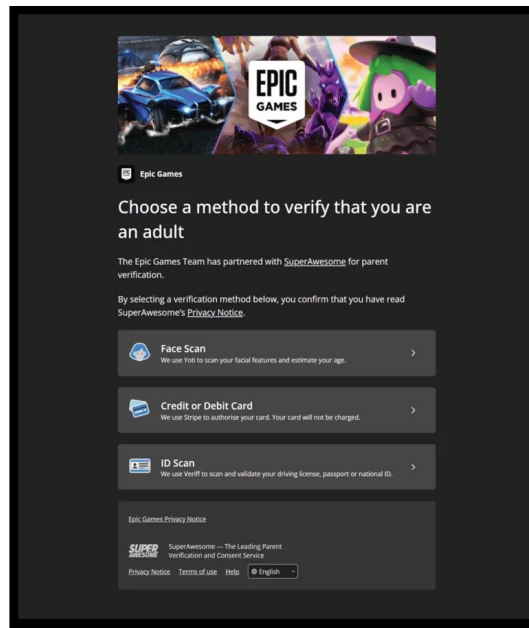 EPIC
GAMES
Epic Games
Choose a method to verify that you are
an adult
The Epic Games Team has partnered with SuperAwesome for parent
verification.
By selecting a verification method below, you confirm that you have read
SuperAwesome's Privacy Notice.
Face Scan
We use Yoti to scan your facial features and estimate your age.
Credit or Debit Card
We use Stripe to authorise your card. Your card will not be charged.
ID Scan
We use Veriff to scan and validate your driving license, passport or national ID.
Epic Games Privacy Notice
SUPER
AWESOME
SuperAwesome — The Leading Parent
Verification and Consent Service
Privacy Notice Terms of use Help English